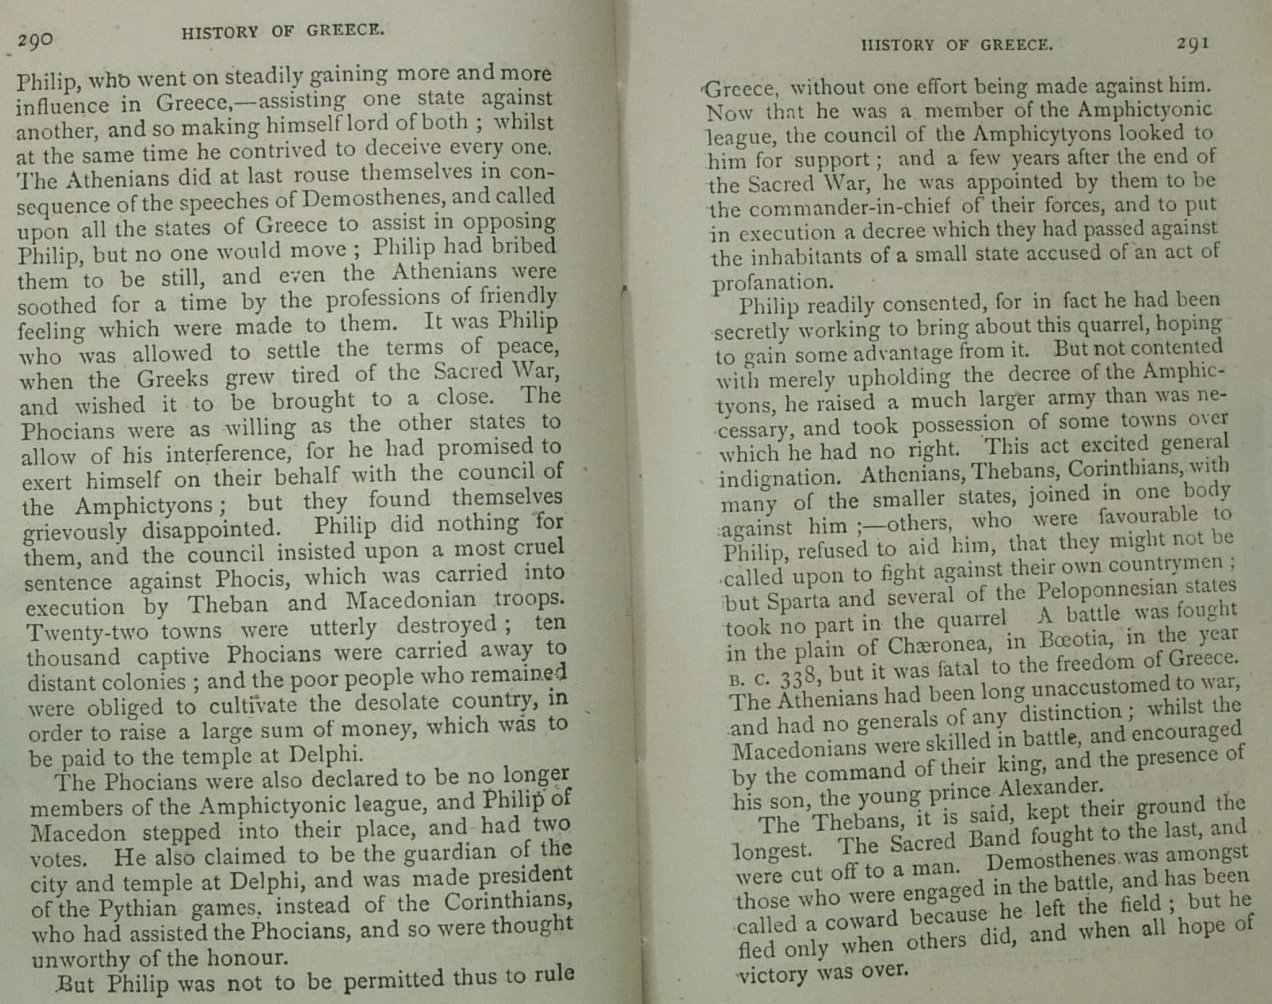 290
HISTORY OF GREECE.
Philip, who went on steadily gaining more and more
influence in Greece,—assisting one state against
another, and so making himself lord of both ; whilst
at the same time he contrived to deceive every one.
The Athenians did at last rouse themselves in con-
sequence of the speeches of Demosthenes, and called
upon all the states of Greece to assist in opposing
Philip, but no one would move ; Philip had bribed
them to be still, and even the Athenians were
soothed for a time by the professions of friendly
feeling which were made to them. It was Philip
who was allowed to settle the terms of peace,
when the Greeks grew tired of the Sacred War,
and wished it to be brought to a close. The
Phocians were as willing as the other states to
allow of his interference, for he had promised to
exert himself on their behalf with the council of
the Amphictyons ; but they found themselves
grievously disappointed. Philip did nothing for
them, and the council insisted upon a most cruel
sentence against Phocis, which was carried into
execution by Theban and Macedonian troops.
Twenty-two towns were utterly destroyed ; ten
thousand captive Phocians were carried away to
distant colonies ; and the poor people who remained
were obliged to cultivate the desolate country, in
order to raise a large sum of money, which was to
be paid to the temple at Delphi.
The Phocians were also declared to be no longer
members of the Amphictyonic league, and Philip of
Macedon stepped into their place, and had two
votes. He also claimed to be the guardian of the
city and temple at Delphi, and was made president
of the Pythian games, instead of the Corinthians,
who had assisted the Phocians, and so were thought
unworthy of the honour.
But Philip was not to be permitted thus to rule
HISTORY OF GREECE.
291
Greece, without one effort being made against him.
Now that he was a member of the Amphictyonic
league, the council of the Amphicytyons looked to
him for support ; and a few years after the end of
the Sacred War, he was appointed by them to be
the commander-in-chief of their forces, and to put
in execution a decree which they had passed against
the inhabitants of a small state accused of an act of
profanation.
Philip readily consented, for in fact he had been
secretly working to bring about this quarrel, hoping
to gain some advantage from it. But not contented
with merely upholding the decree of the Amphic-
tyons, he raised a much larger army than was ne-
cessary, and took possession of some towns over
which he had no right. This act excited general
indignation. Athenians, Thebans, Corinthians, with
many of the smaller states, joined in one body
against him ;—others, who were favourable to
Philip, refused to aid him, that they might not be
called upon to fight against their own countrymen ;
but Sparta and several of the Peloponnesian states
took no part in the quarrel A battle was fought
in the plain of Chæronea, in Bœotia, in the year
B. C. 338, but it was fatal to the freedom of Greece.
The Athenians had been long unaccustomed to war,
and had no generals of any distinction ; whilst the
Macedonians were skilled in battle, and encouraged
by the command of their king, and the presence of
his son, the young prince Alexander.
The Thebans, it is said, kept their ground the
longest. The Sacred Band fought to the last, and
were cut off to a man. Demosthenes was amongst
those who were engaged in the battle, and has been
called a coward because he left the field ; but he
fled only when others did, and when all hope of
victory was over.